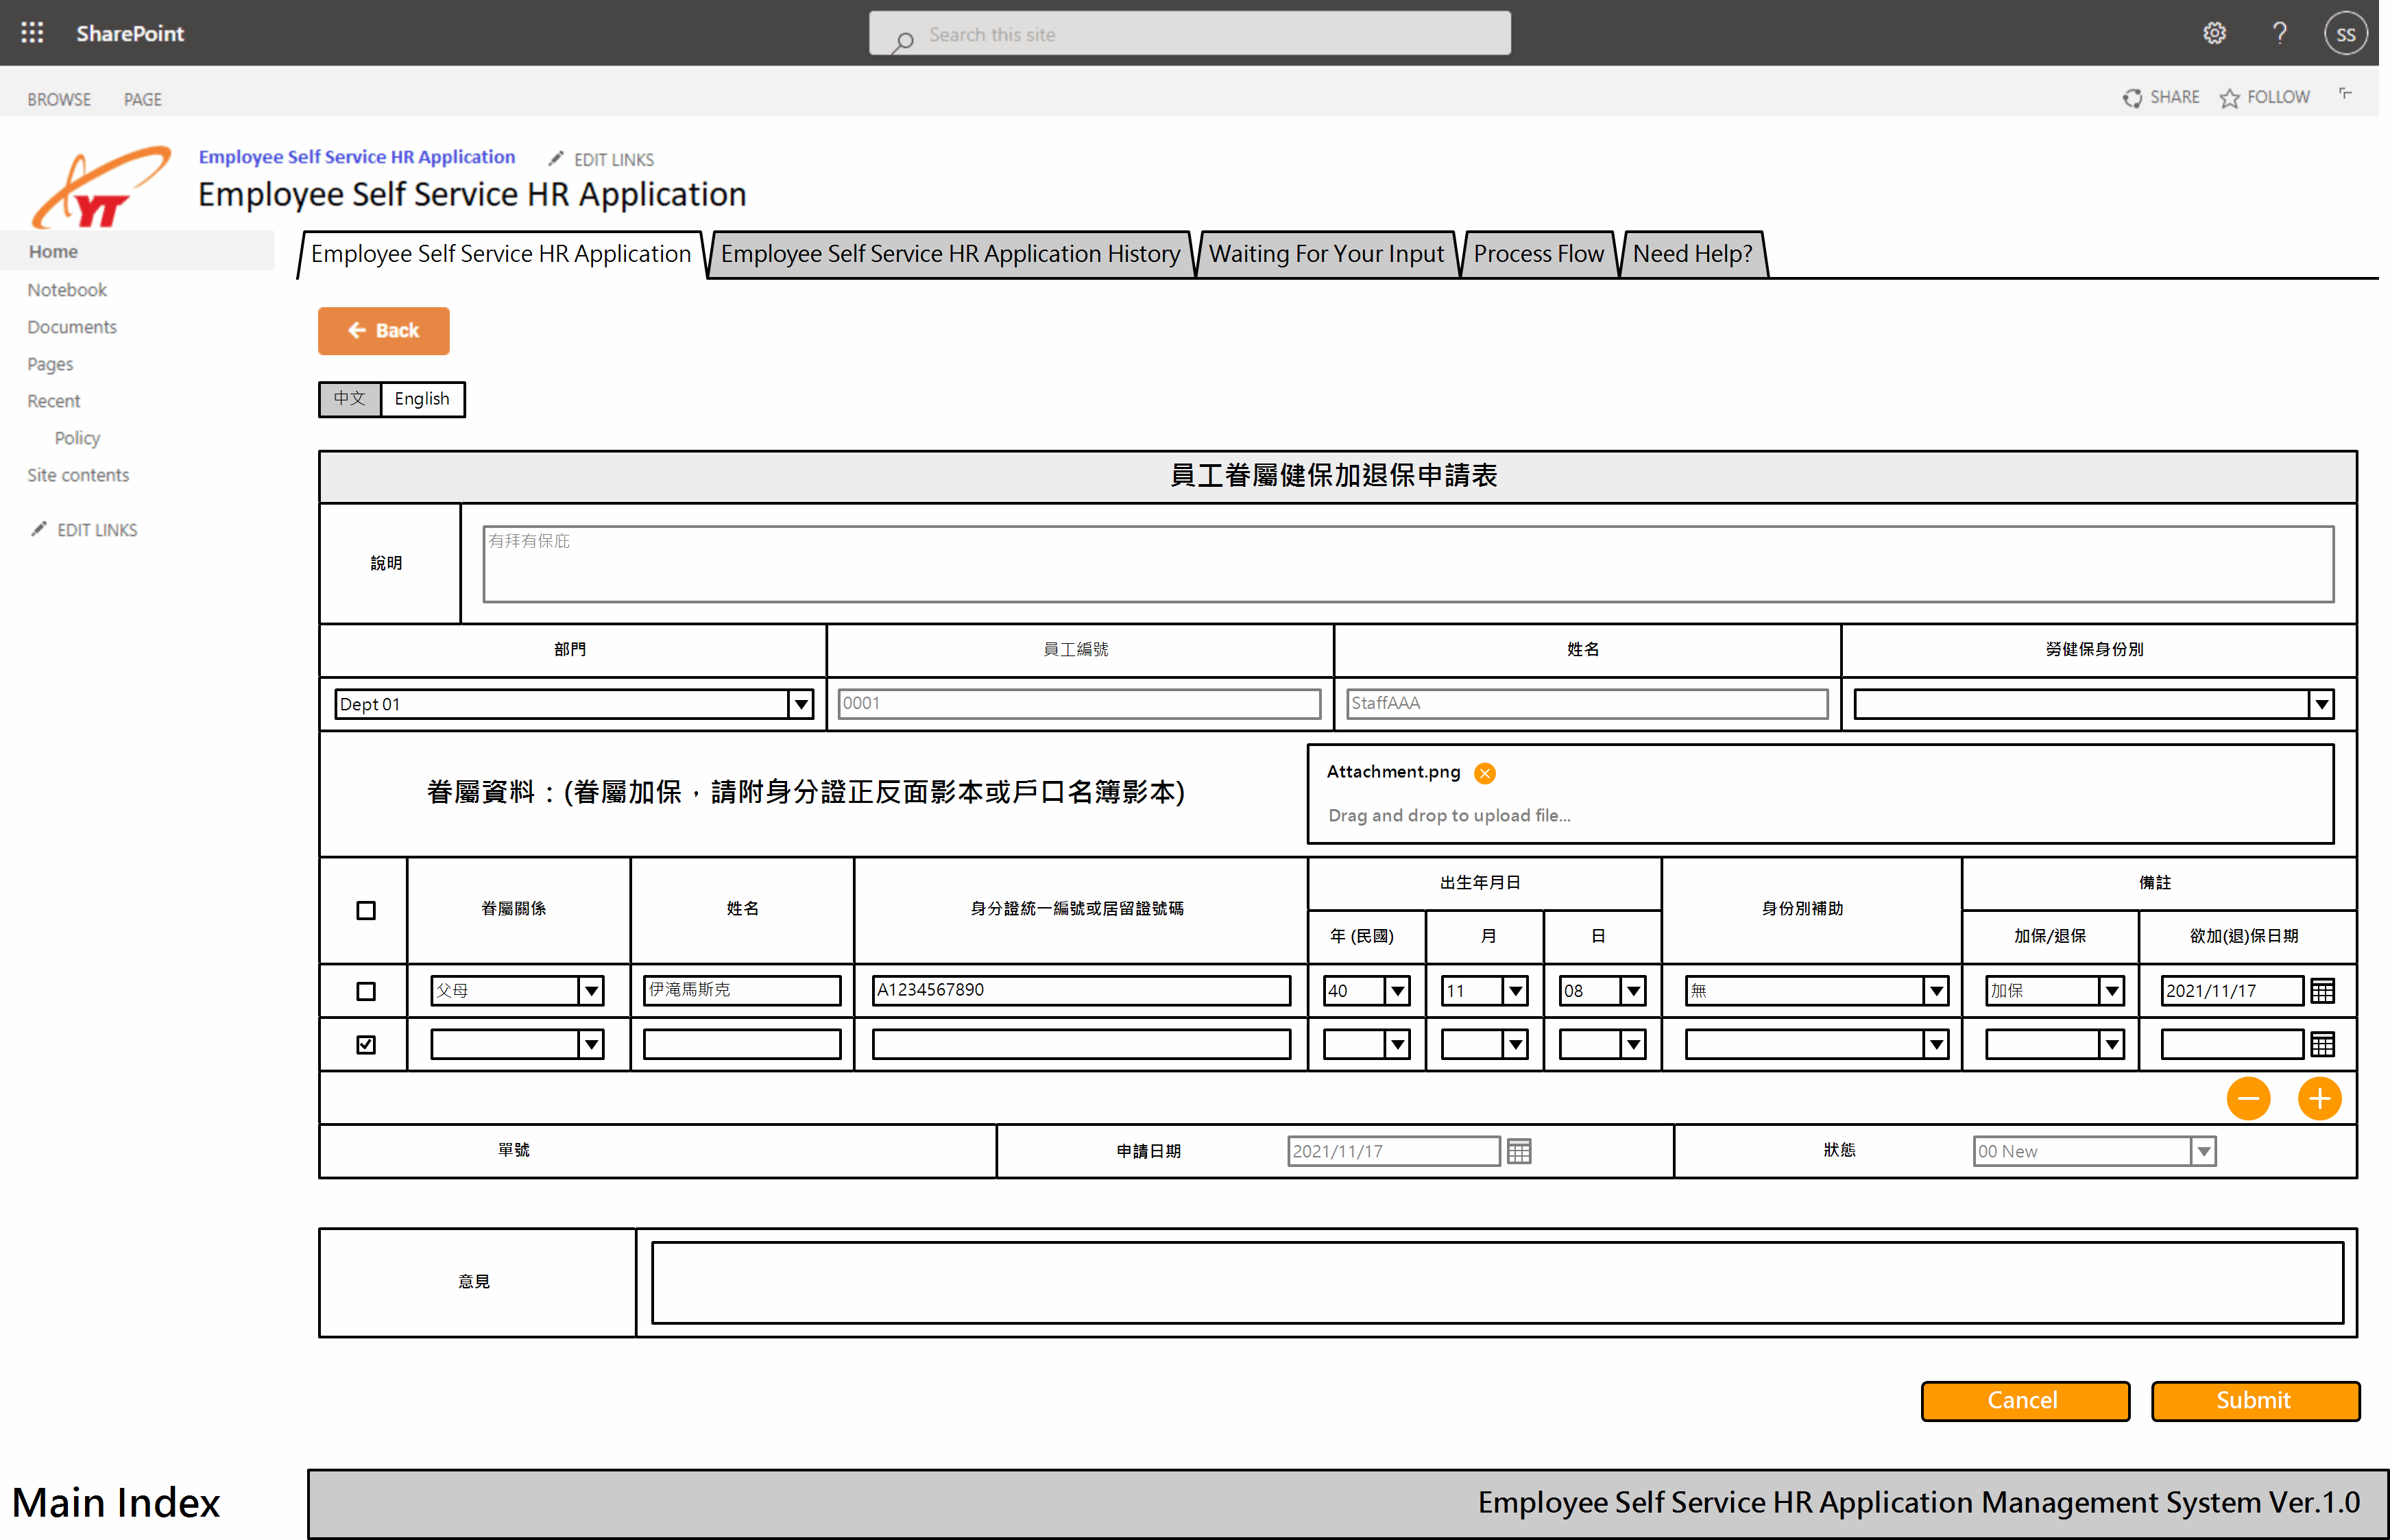 SharePoint
Search this site
?
SS
BROWSE PAGE
SHARE FOLLOW
YT
Employee Self Service HR Application EDIT LINKS
Employee Self Service HR Application
Home
Notebook
Documents
Pages
Recent
Policy
Site contents
EDIT LINKS
Employee Self Service HR Application Employee Self Service HR Application History Waiting For Your Input Process Flow Need Help?
Back
中文 English
員工眷屬健保加退保申請表
說明
有拜有保庇
部門 員工編號 姓名 勞健保身份別
Dept 01 0001 StaffAAA
眷屬資料：(眷屬加保，請附身分證正反面影本或戶口名簿影本)
Attachment.png
Drag and drop to upload file...
眷屬關係 姓名 身分證統一編號或居留證號碼 出生年月日 身份別補助 備註
年 (民國) 月 日 加保/退保 欲加(退)保日期
父母 伊滝馬斯克 A1234567890 40 11 08 無 加保 2021/11/17
單號 申請日期 2021/11/17 狀態 00 New
意見
Cancel Submit
Main Index
Employee Self Service HR Application Management System Ver.1.0